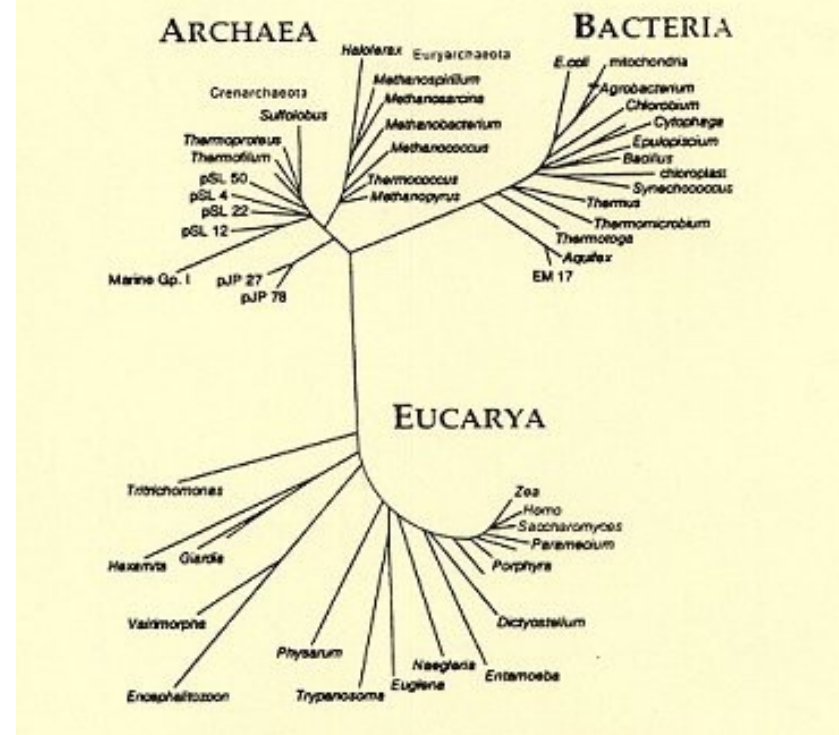 ARCHAEA
BACTERIA
Haloferax
Euryarchaeota
Methanospirillum
Methanosarcina
Methanobacterium
Methanococcus
Thermococcus
Methanopyrus
Crenarchaeota
Sulfolobus
Thermoproteus
Thermofilum
pSL 50
pSL 4
pSL 22
pSL 12
Marine Gp. I
pJP 27
pJP 78
E.coli
mitochondria
Agrobacterium
Chlorobium
Cytophaga
Epulopiscium
Bacillus
chloroplast
Synechococcus
Thermus
Thermomicrobium
Thermotoga
Aquifex
EM 17
EUCARYA
Tritrichomonas
Hexamita
Giardia
Vairimorpha
Encephalitozoon
Physarum
Trypanosoma
Euglena
Naegleria
Entamoeba
Dictyostelium
Porphyra
Paramecium
Saccharomyces
Homo
Zea